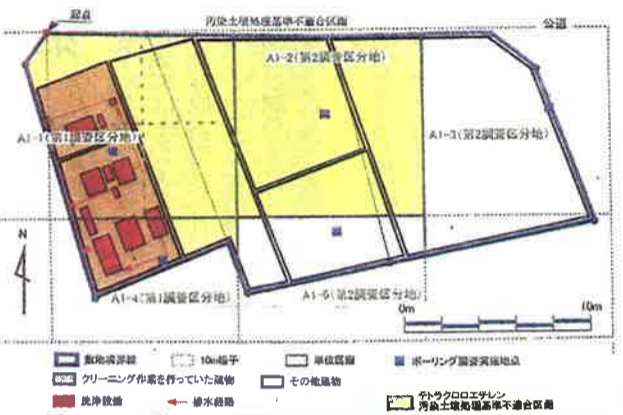 起点
汚染土壌処理基準不適合区画
公道
A1-2(第2調査区分地)
A1-1(第1調査区分地)
A1-3(第2調査区分地)
N
A1-4(第1調査区分地)
A1-5(第2調査区分地)
0m
10m
敷地境界線
10m格子
単位区画
ボーリング調査実施地点
クリーニング作業を行っていた建物
その他建物
洗浄設備
排水経路
テトラクロロエチレン
汚染土壌処理基準不適合区画